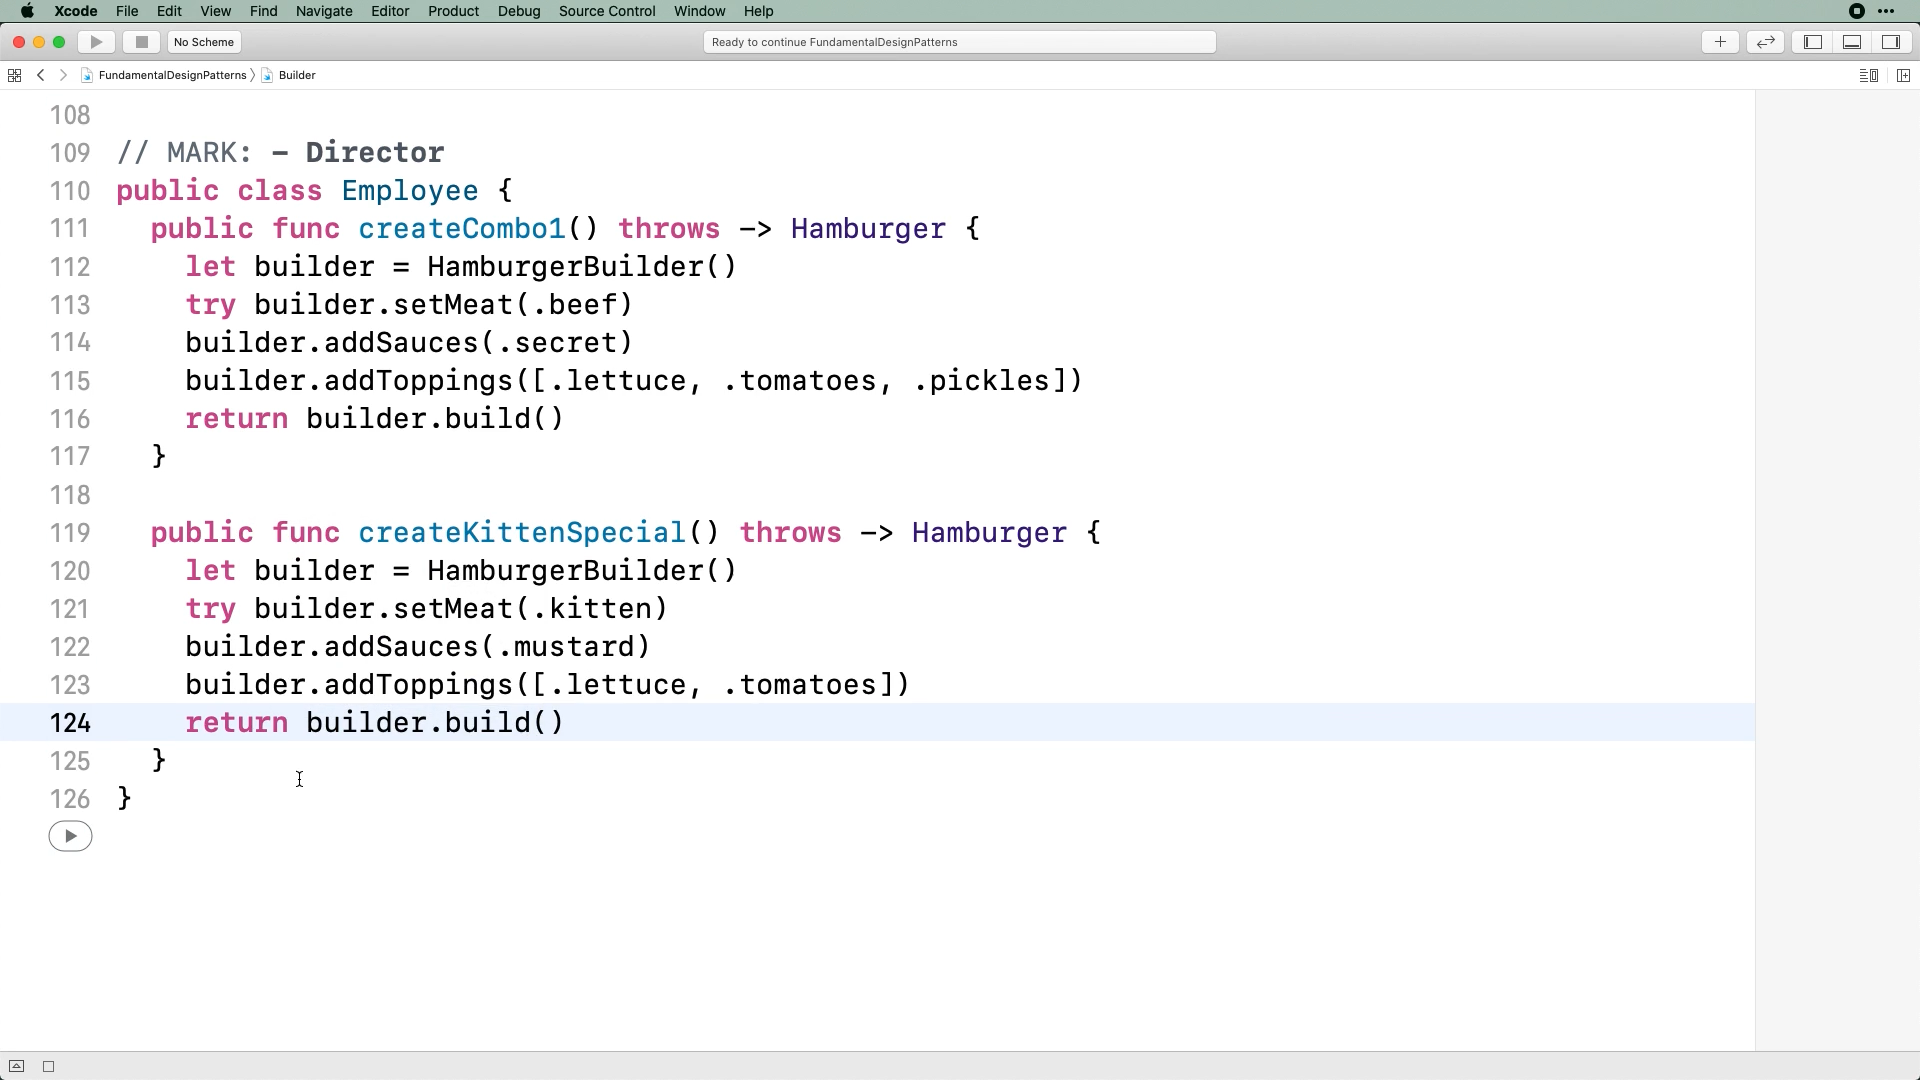 Xcode File Edit View Find Navigate Editor Product Debug Source Control Window Help
No Scheme
Ready to continue FundamentalDesignPatterns
FundamentalDesignPatterns
Builder
108
109 // MARK: - Director
110 public class Employee {
111   public func createCombo1() throws -> Hamburger {
112     let builder = HamburgerBuilder()
113     try builder.setMeat(.beef)
114     builder.addSauces(.secret)
115     builder.addToppings([.lettuce, .tomatoes, .pickles])
116     return builder.build()
117   }
118
119   public func createKittenSpecial() throws -> Hamburger {
120     let builder = HamburgerBuilder()
121     try builder.setMeat(.kitten)
122     builder.addSauces(.mustard)
123     builder.addToppings([.lettuce, .tomatoes])
124     return builder.build()
125   }
126 }